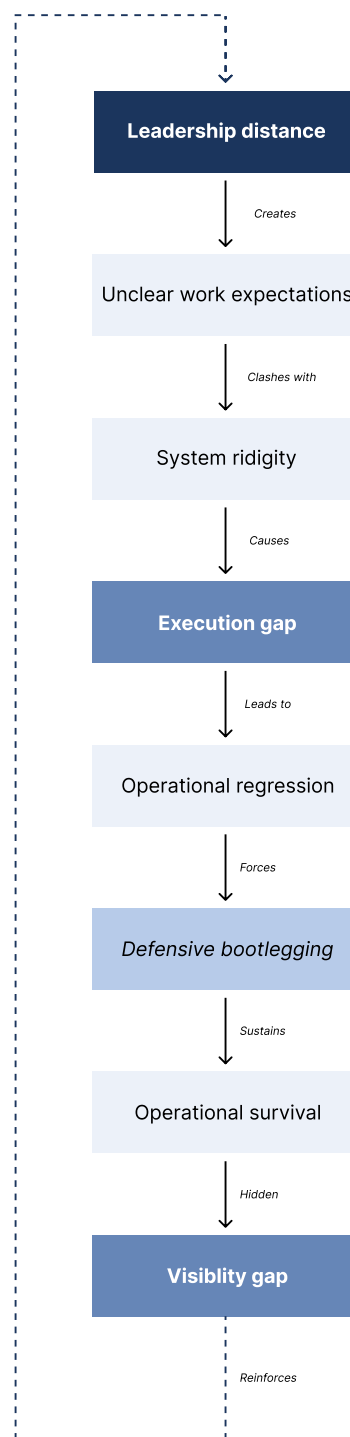 Leadership distance
Creates
Unclear work expectations
Clashes with
System ridigity
Causes
Execution gap
Leads to
Operational regression
Forces
Defensive bootlegging
Sustains
Operational survival
Hidden
Visiblity gap
Reinforces